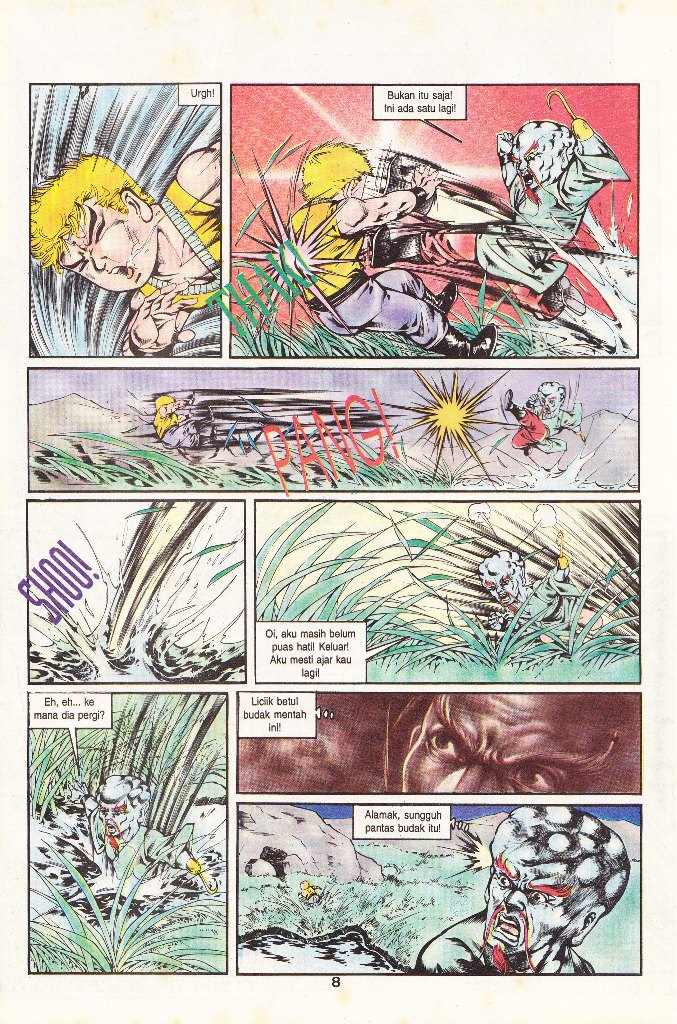 Urgh!
Bukan itu saja!
Ini ada satu lagi!
THAK!
PANG!
SHOO!
Oi, aku masih belum
puas hati! Keluar!
Aku mesti ajar kau
lagi!
Eh, eh... ke
mana dia pergi?
Liciik betul
budak mentah
ini!
Alamak, sungguh
pantas budak itu!
8